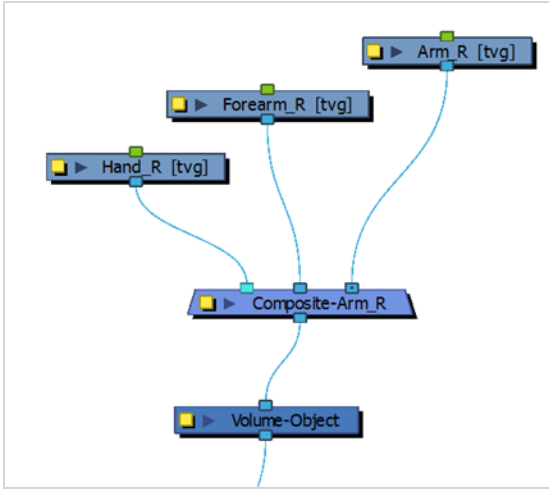 Arm_R [tvg]
Forearm_R [tvg]
Hand_R [tvg]
Composite-Arm_R
Volume-Object